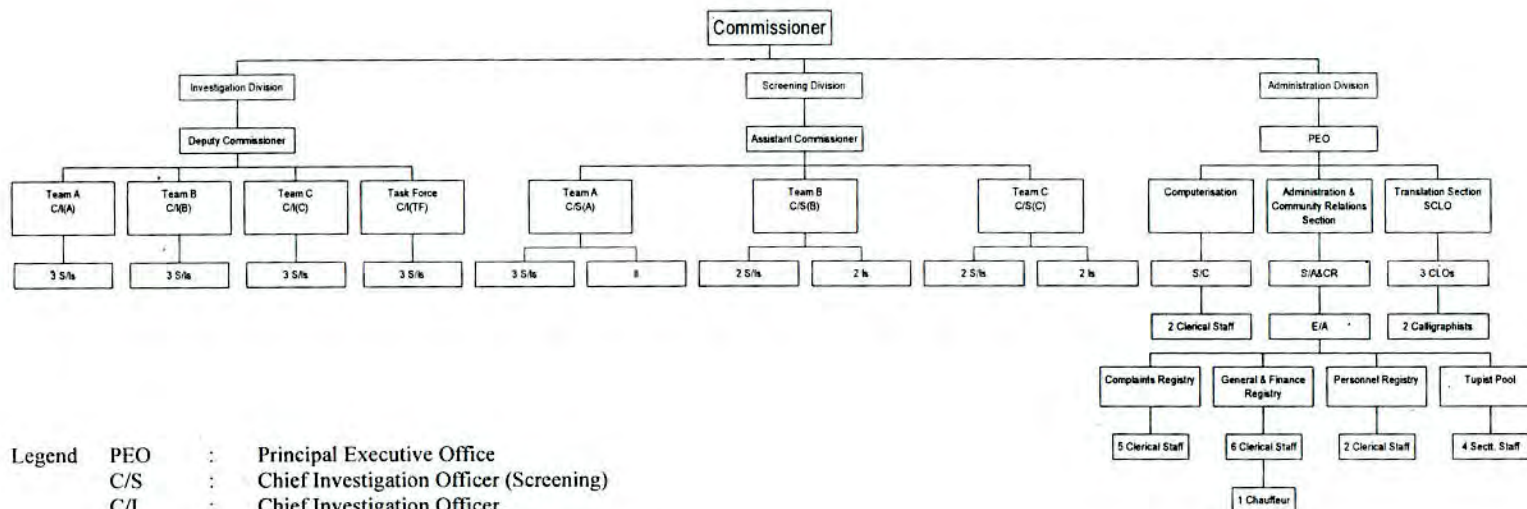 Commissioner
Investigation Division
Screening Division
Administration Division
Deputy Commissioner
Assistant Commissioner
PEO
Team A
C/I(A)
Team B
C/I(B)
Team C
C/I(C)
Task Force
C/I(TF)
Team A
C/S(A)
Team B
C/S(B)
Team C
C/S(C)
Computerisation
Administration &
Community Relations
Section
Translation Section
SCLO
3 S/Is
3 S/Is
3 S/Is
3 S/Is
3 S/Is
2 S/Is
2 Is
2 S/Is
2 Is
S/C
S/A&CR
3 CLOs
2 Clerical Staff
E/A
2 Calligraphists
Complaints Registry
General & Finance
Registry
Personnel Registry
Tupist Pool
5 Clerical Staff
6 Clerical Staff
2 Clerical Staff
4 Sectt. Staff
1 Chauffeur
Legend PEO : Principal Executive Office
C/S : Chief Investigation Officer (Screening)
C/I : Chief Investigation Officer